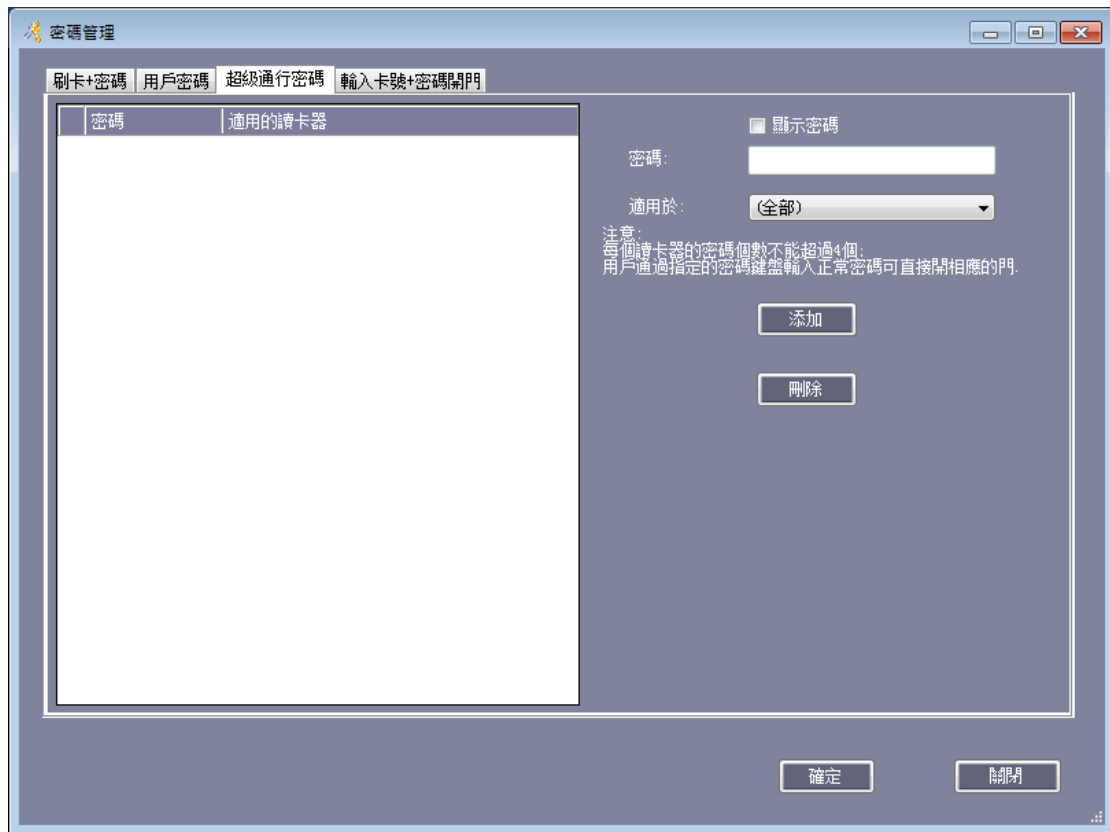 密碼管理
刷卡+密碼 用戶密碼 超級通行密碼 輸入卡號+密碼開門
密碼 適用的讀卡器
顯示密碼
密碼:
適用於: (全部)
注意:
每個讀卡器的密碼個數不能超過4個;
用戶通過指定的密碼鍵盤輸入正常密碼可直接開相應的門.
添加
刪除
確定 關閉